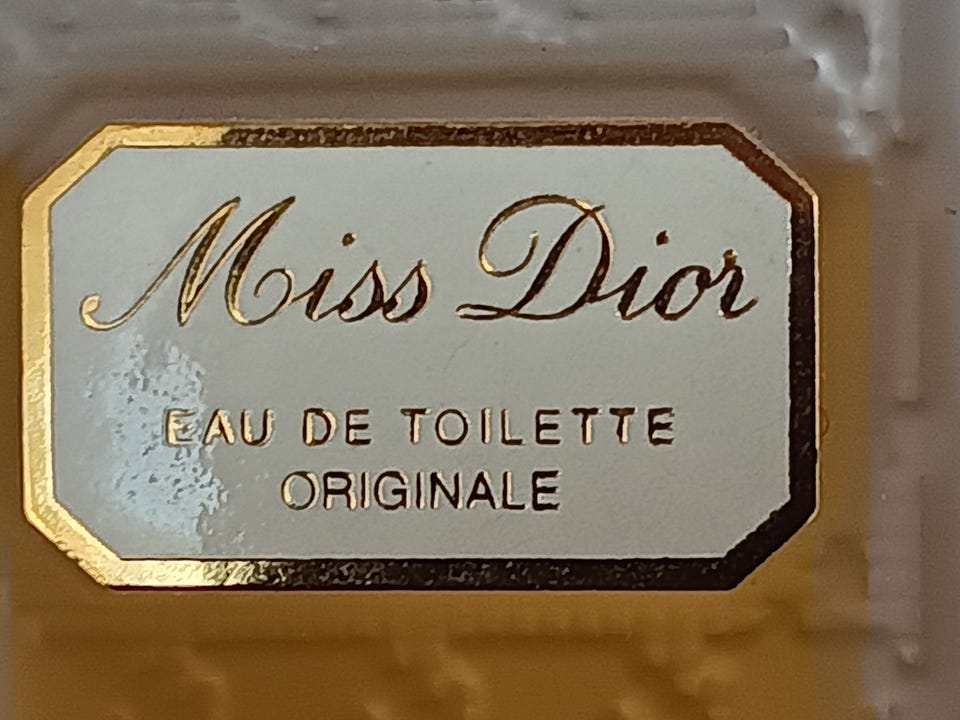 Miss Dior
EAU DE TOILETTE
ORIGINALE